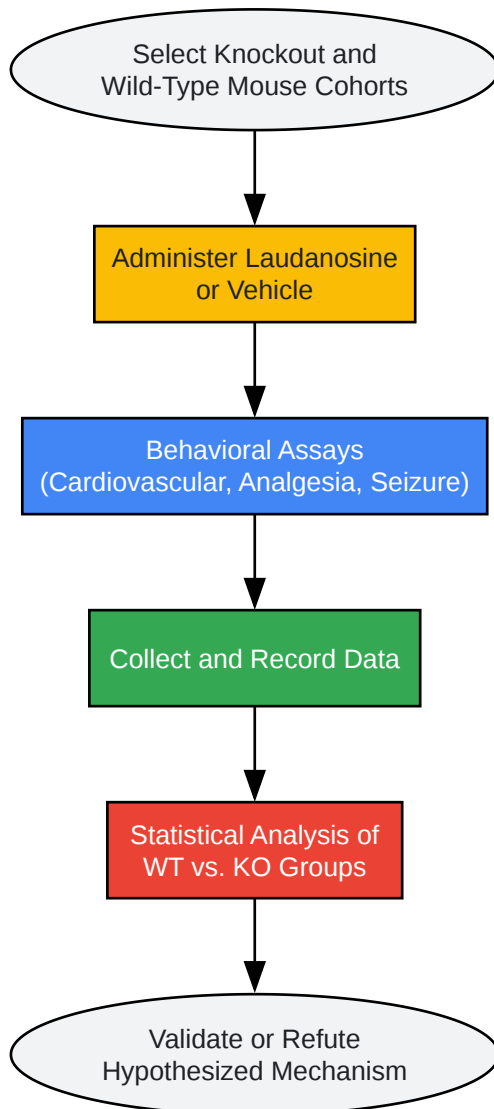 Select Knockout and
Wild-Type Mouse Cohorts
Administer Laudanosine
or Vehicle
Behavioral Assays
(Cardiovascular, Analgesia, Seizure)
Collect and Record Data
Statistical Analysis of
WT vs. KO Groups
Validate or Refute
Hypothesized Mechanism